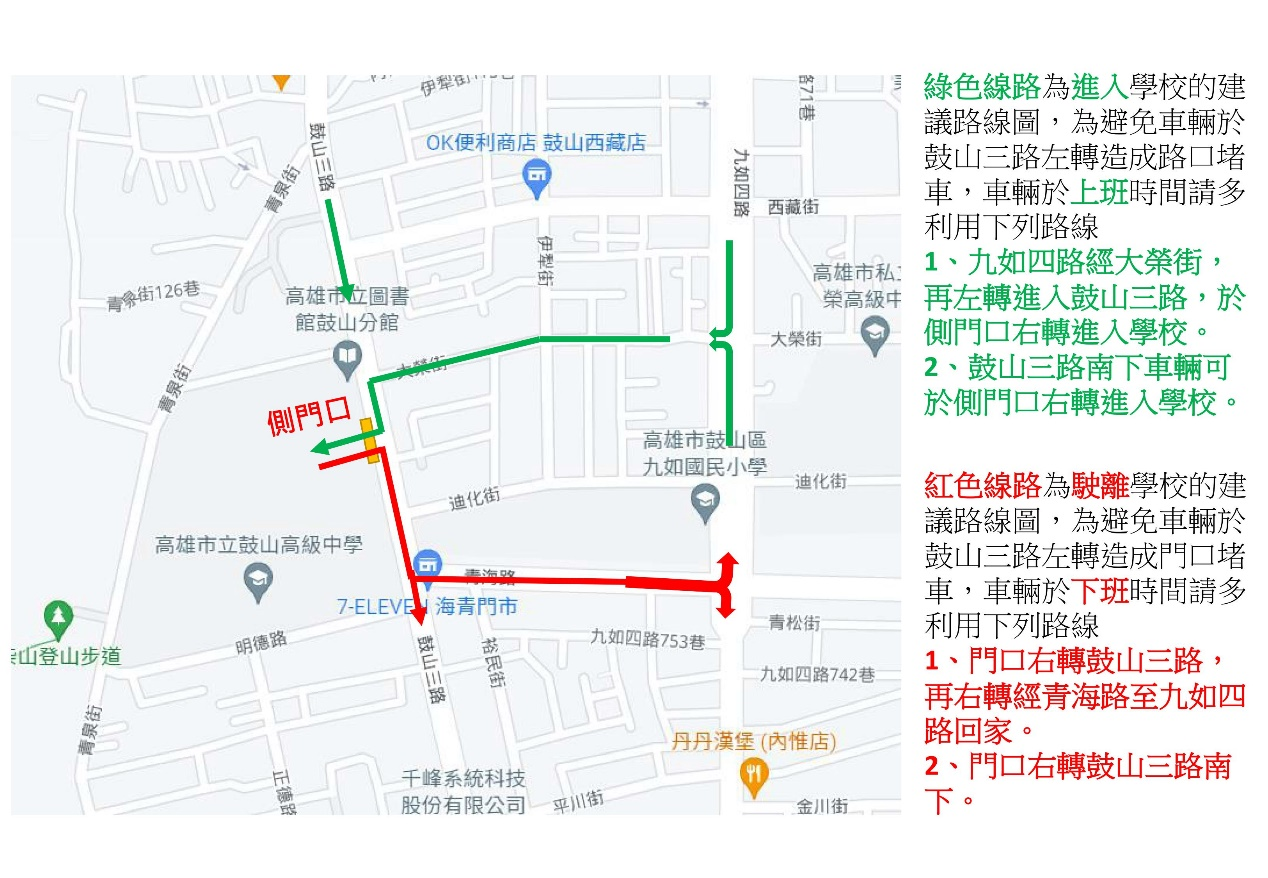 伊犁街
鼓山三路
OK便利商店 鼓山西藏店
九如四路
西藏街
青泉街
伊犁街
青泉街126巷
高雄市立圖書
館鼓山分館
高雄市私立
榮高級中
大榮街
大榮街
青泉街
側門口
高雄市鼓山區
九如國民小學
迪化街
迪化街
高雄市立鼓山高級中學
青海路
7-ELEVEN 海青門市
青松街
九如四路753巷
明德路
鼓山三路
裕民街
九如四路742巷
山登山步道
青泉街
丹丹漢堡 (內惟店)
正德路
千峰系統科技
股份有限公司
平川街
金川街
綠色線路為進入學校的建
議路線圖，為避免車輛於
鼓山三路左轉造成路口堵
車，車輛於上班時間請多
利用下列路線
1、九如四路經大榮街，
再左轉進入鼓山三路，於
側門口右轉進入學校。
2、鼓山三路南下車輛可
於側門口右轉進入學校。
紅色線路為駛離學校的建
議路線圖，為避免車輛於
鼓山三路左轉造成門口堵
車，車輛於下班時間請多
利用下列路線
1、門口右轉鼓山三路，
再右轉經青海路至九如四
路回家。
2、門口右轉鼓山三路南
下。